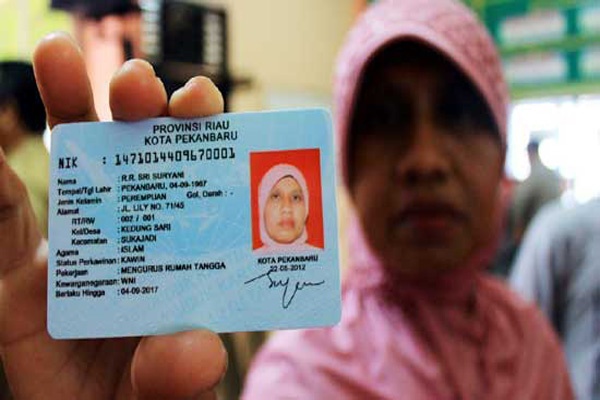 PROVINSI RIAU
KOTA PEKANBARU
NIK : 1471014409670001
Nama : R.R. SRI SURYANI
Tempat/Tgl Lahir : PEKANBARU, 04-09-1967
Jenis Kelamin : PEREMPUAN Gol. Darah : -
Alamat : JL. LILY NO. 71/45
RT/RW : 002 / 001
Kel/Desa : KEDUNG SARI
Kecamatan : SUKAJADI
Agama : ISLAM
Status Perkawinan : KAWIN
Pekerjaan : MENGURUS RUMAH TANGGA
Kewarganegaraan: WNI
Berlaku Hingga : 04-09-2017
KOTA PEKANBARU
22-05-2012